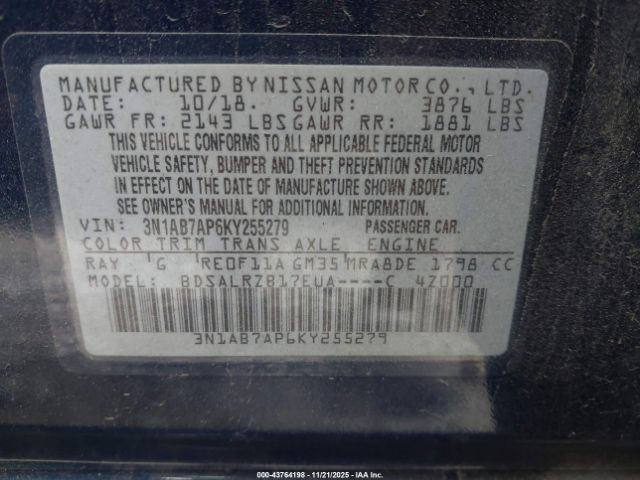 MANUFACTURED BY NISSAN MOTOR CO., LTD.
DATE: 10/18. GVWR: 3876 LBS
GAWR FR: 2143 LBS GAWR RR: 1881 LBS
THIS VEHICLE CONFORMS TO ALL APPLICABLE FEDERAL MOTOR
VEHICLE SAFETY, BUMPER AND THEFT PREVENTION STANDARDS
IN EFFECT ON THE DATE OF MANUFACTURE SHOWN ABOVE.
SEE OWNER'S MANUAL FOR ADDITIONAL INFORMATION.
VIN: 3N1AB7AP6KY255279 PASSENGER CAR.
COLOR TRIM TRANS AXLE ENGINE
RAY G RE0F11A GM35 MRA8DE 1798 CC
MODEL: BDSALRZB17EUA----C 4Z000
3N1AB7AP6KY255279
000-43764198 - 11/21/2025 - IAA Inc.